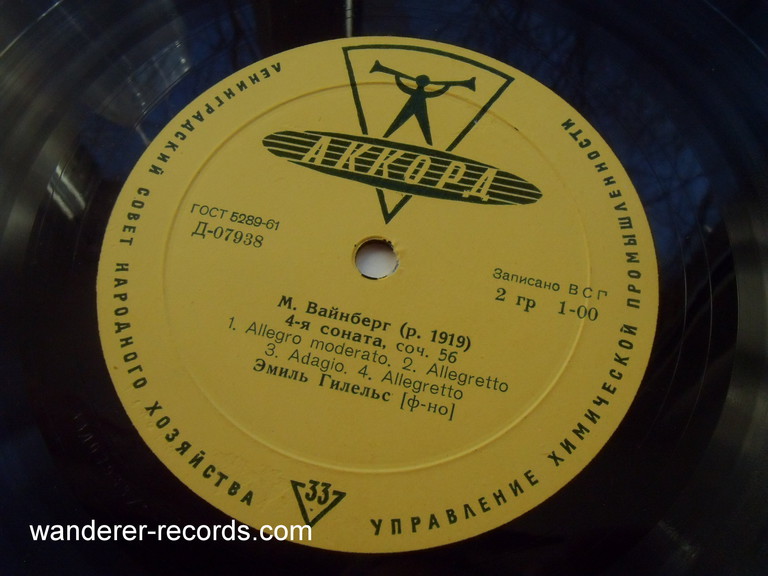 ЛЕНИНГРАДСКИЙ СОВЕТ НАРОДНОГО ХОЗЯЙСТВА
УПРАВЛЕНИЕ ХИМИЧЕСКОЙ ПРОМЫШЛЕННОСТИ
АККОРД
ГОСТ 5289-61
Д-07938
Записано ВСГ
2 гр 1-00
М. Вайнберг (р. 1919)
4-я соната, соч. 56
1. Allegro moderato. 2. Allegretto
3. Adagio. 4. Allegretto
Эмиль Гилельс [ф-но]
33
wanderer-records.com